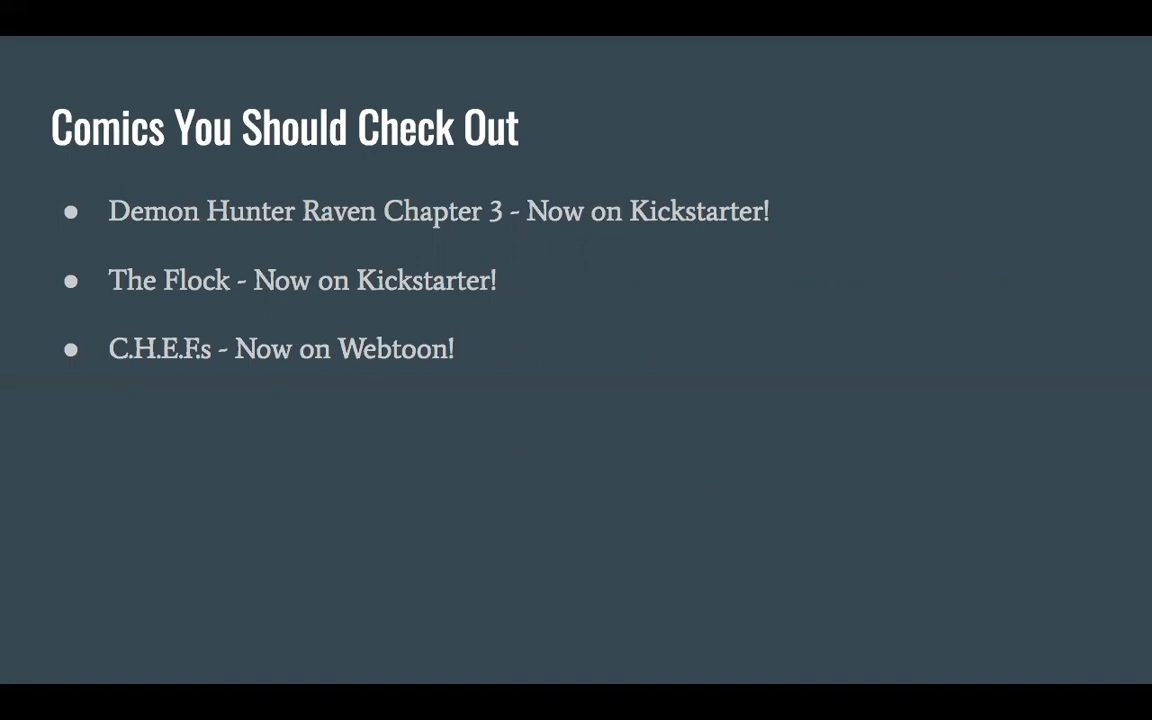 Comics You Should Check Out
● Demon Hunter Raven Chapter 3 - Now on Kickstarter!
● The Flock - Now on Kickstarter!
● C.H.E.F.s - Now on Webtoon!